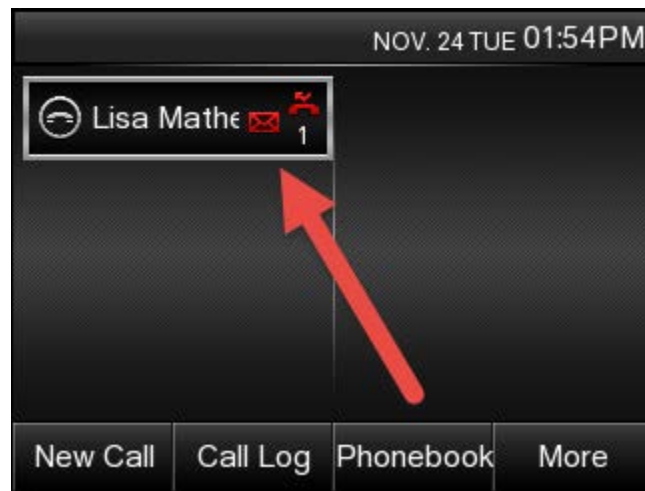 NOV. 24 TUE 01:54PM
Lisa Mathe
1
New Call Call Log Phonebook More